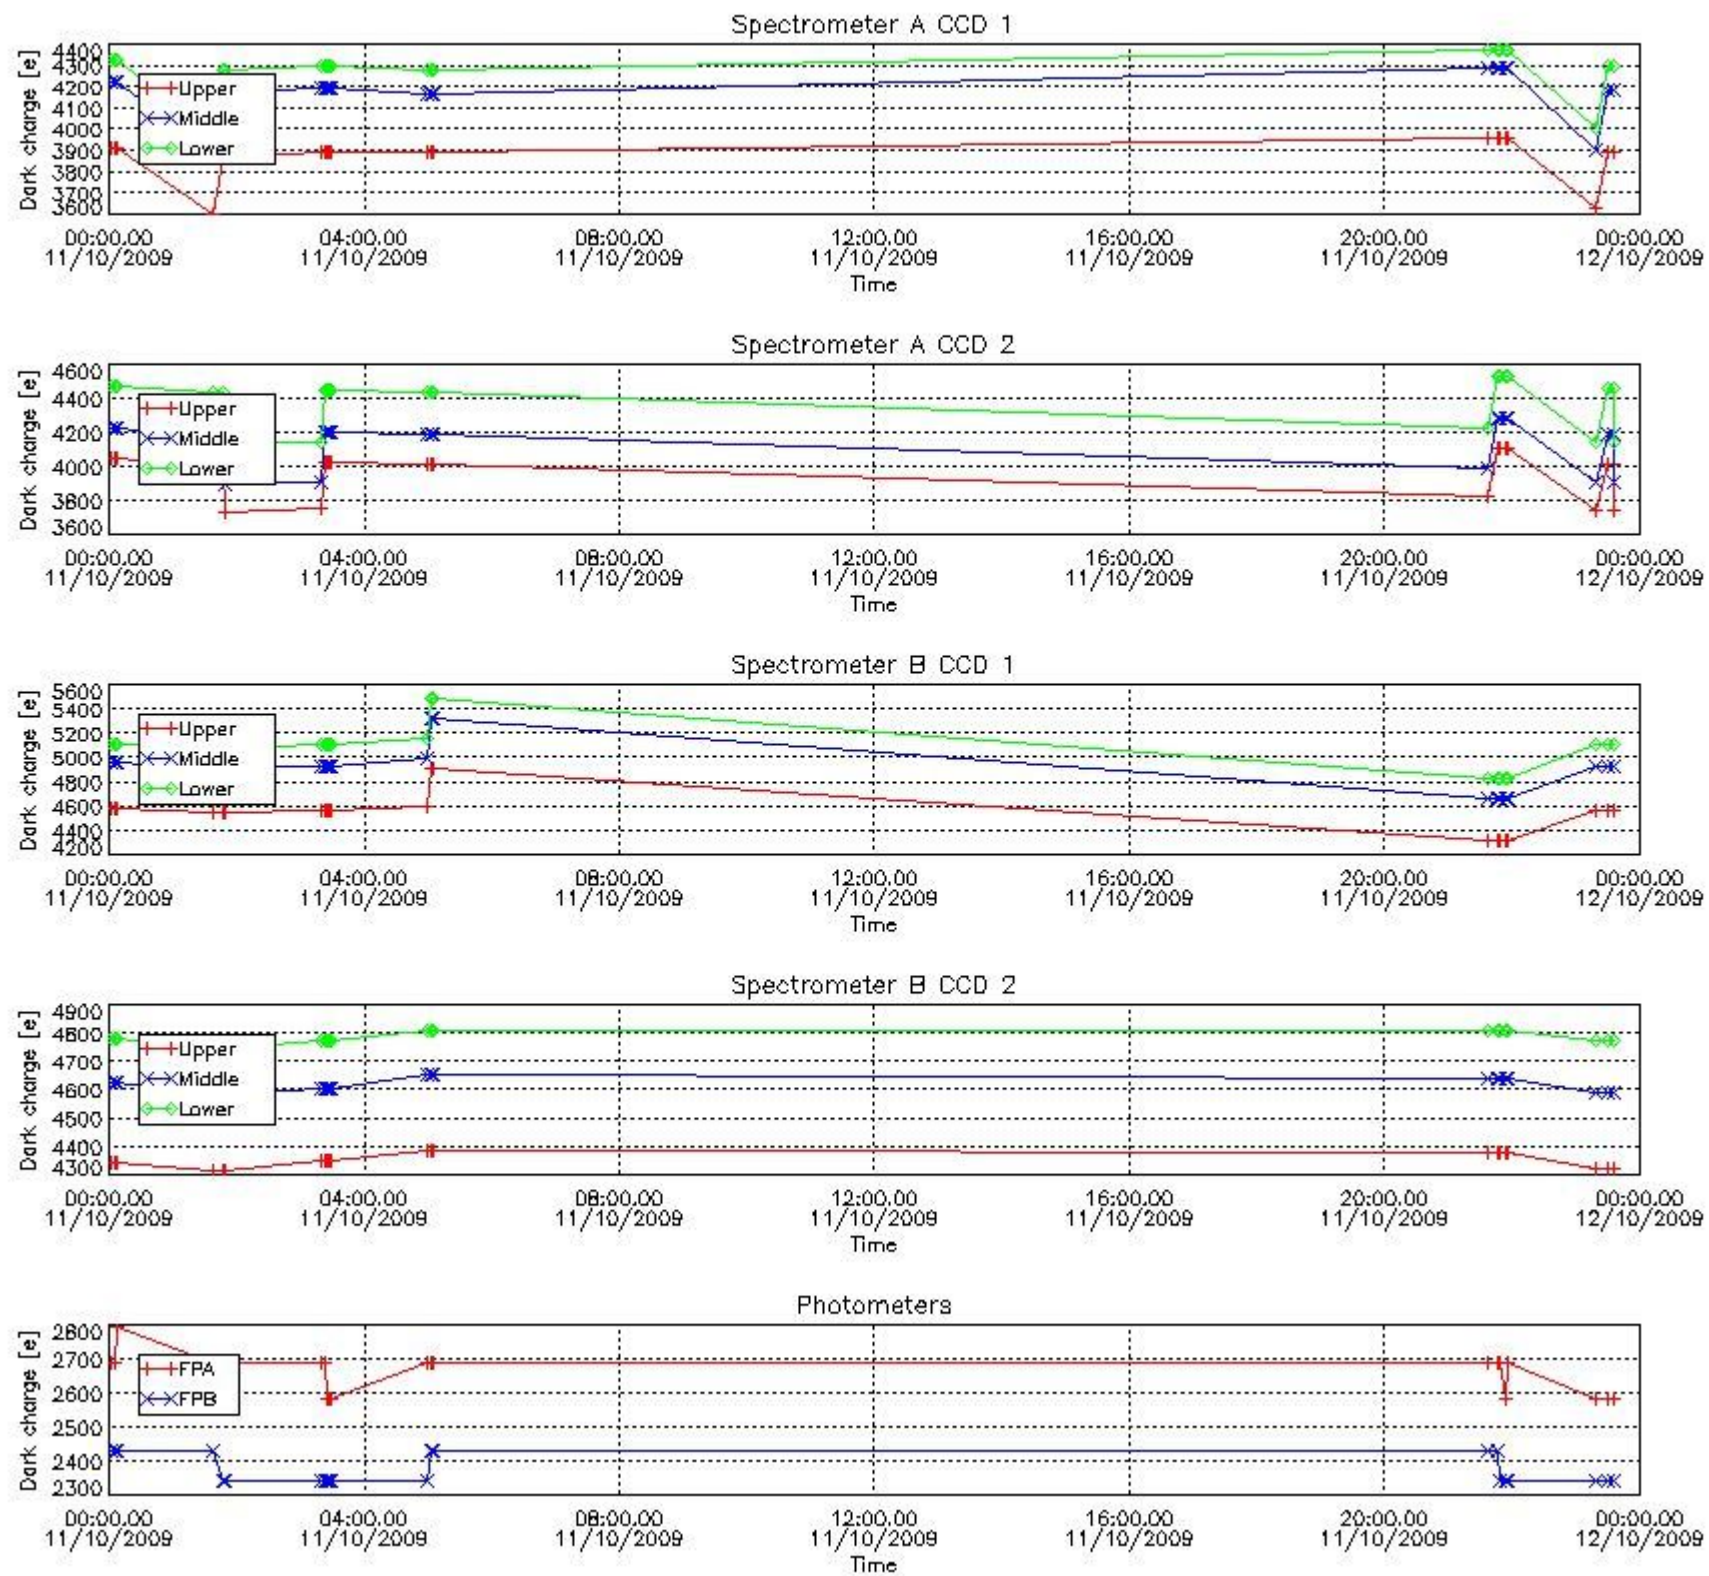 Spectrometer A CCD 1
Dark charge [e]
4400
4300
4200
4100
4000
3900
3800
3700
3600
Upper
Middle
Lower
00:00.00 04:00.00 08:00.00 12:00.00 16:00.00 20:00.00 00:00.00
11/10/2009 11/10/2009 11/10/2009 11/10/2009 11/10/2009 11/10/2009 12/10/2009
Time
Spectrometer A CCD 2
Dark charge [e]
4600
4400
4200
4000
3800
3600
Upper
Middle
Lower
00:00.00 04:00.00 08:00.00 12:00.00 16:00.00 20:00.00 00:00.00
11/10/2009 11/10/2009 11/10/2009 11/10/2009 11/10/2009 11/10/2009 12/10/2009
Time
Spectrometer B CCD 1
Dark charge [e]
5600
5400
5200
5000
4800
4600
4400
4200
Upper
Middle
Lower
00:00.00 04:00.00 08:00.00 12:00.00 16:00.00 20:00.00 00:00.00
11/10/2009 11/10/2009 11/10/2009 11/10/2009 11/10/2009 11/10/2009 12/10/2009
Time
Spectrometer B CCD 2
Dark charge [e]
4900
4800
4700
4600
4500
4400
4300
Upper
Middle
Lower
00:00.00 04:00.00 08:00.00 12:00.00 16:00.00 20:00.00 00:00.00
11/10/2009 11/10/2009 11/10/2009 11/10/2009 11/10/2009 11/10/2009 12/10/2009
Time
Photometers
Dark charge [e]
2800
2700
2600
2500
2400
2300
FPA
FPB
00:00.00 04:00.00 08:00.00 12:00.00 16:00.00 20:00.00 00:00.00
11/10/2009 11/10/2009 11/10/2009 11/10/2009 11/10/2009 11/10/2009 12/10/2009
Time